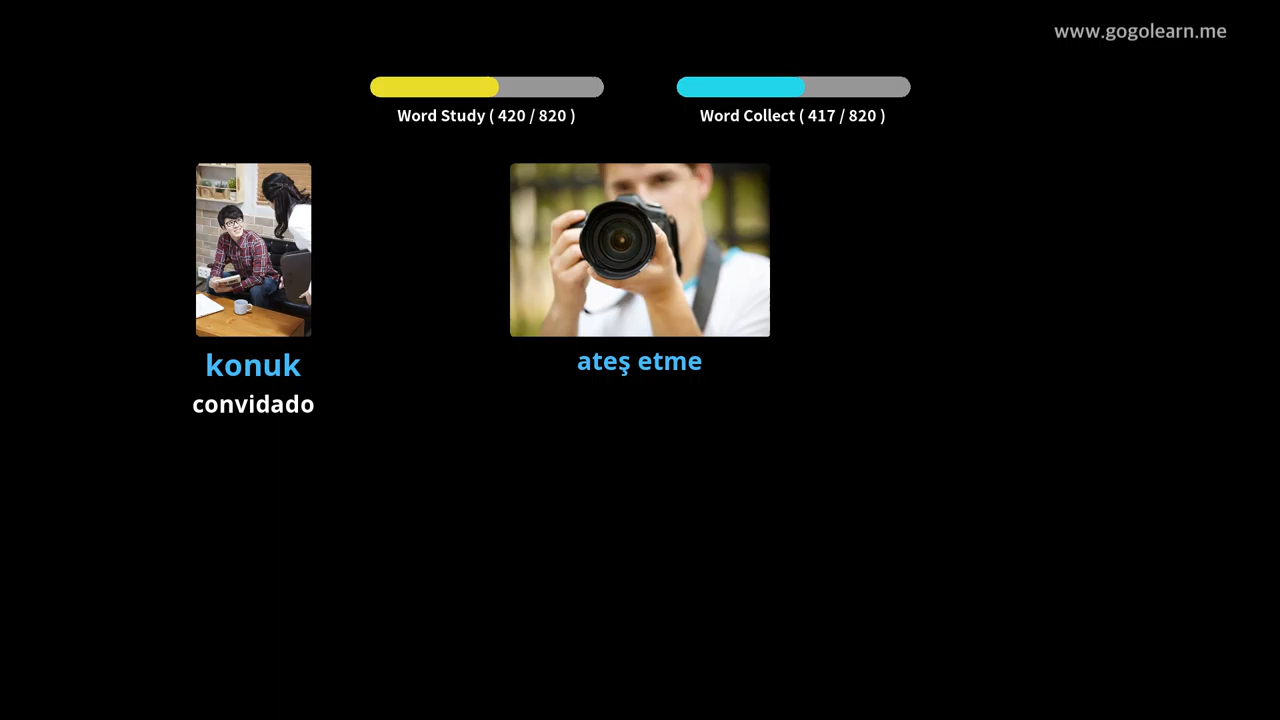 www.gogolearn.me
Word Study ( 420 / 820 )
Word Collect ( 417 / 820 )
konuk
convidado
ateş etme